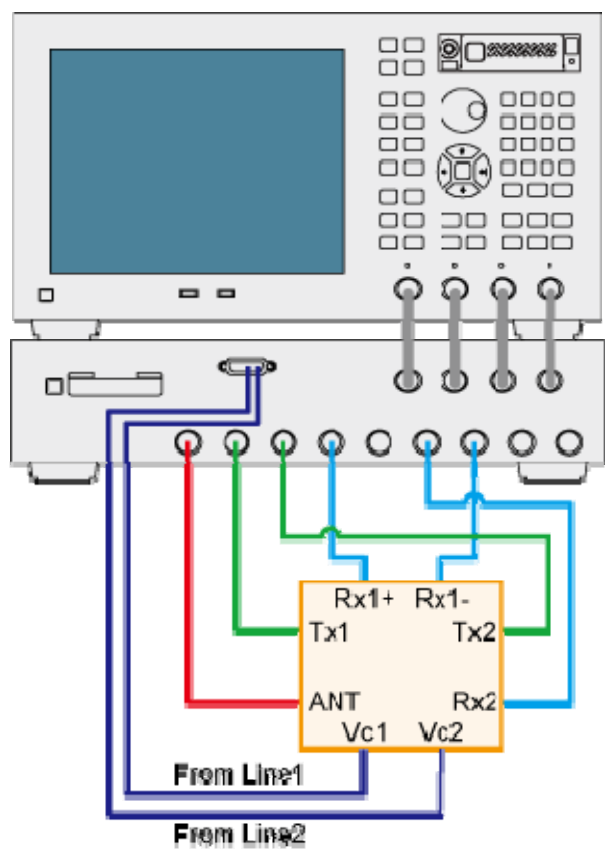 Rx1+ Rx1-
Tx1 Tx2
ANT Rx2
Vc1 Vc2
From Line1
From Line2